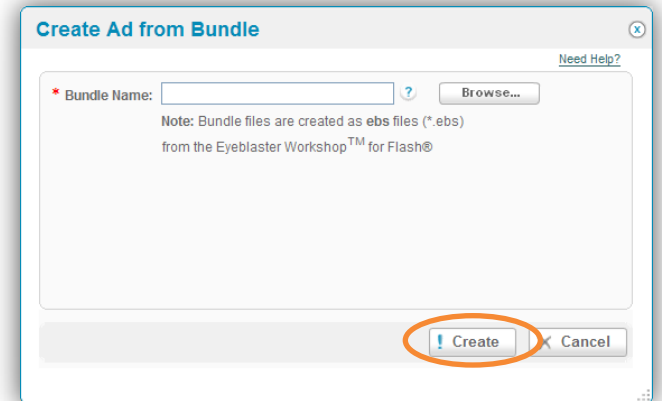 Create Ad from Bundle
Need Help?
* Bundle Name: ? Browse...
Note: Bundle files are created as ebs files (*.ebs)
from the Eyeblaster Workshop™ for Flash®
! Create X Cancel